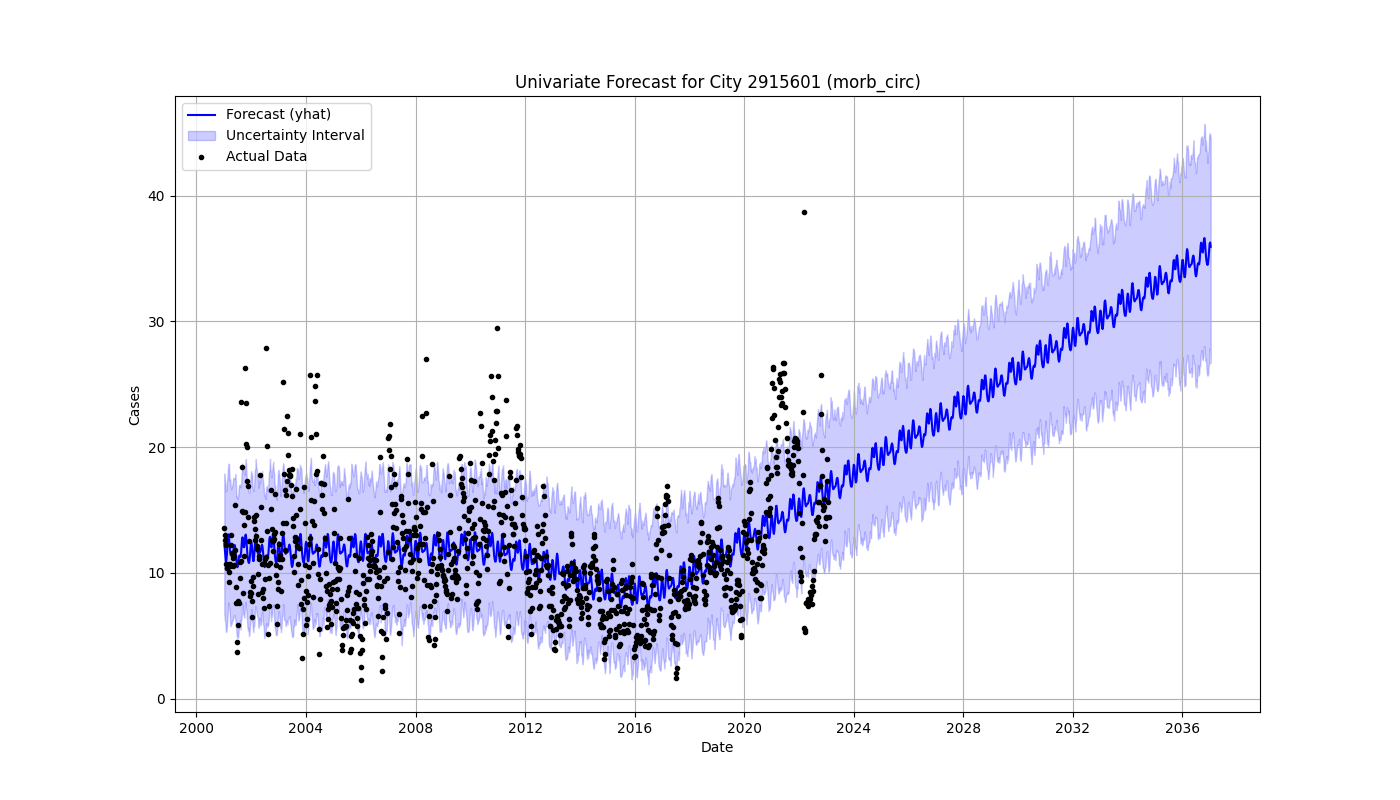 Univariate Forecast for City 2915601 (morb_circ)
Forecast (yhat)
Uncertainty Interval
Actual Data
Cases
40
30
20
10
0
2000 2004 2008 2012 2016 2020 2024 2028 2032 2036
Date